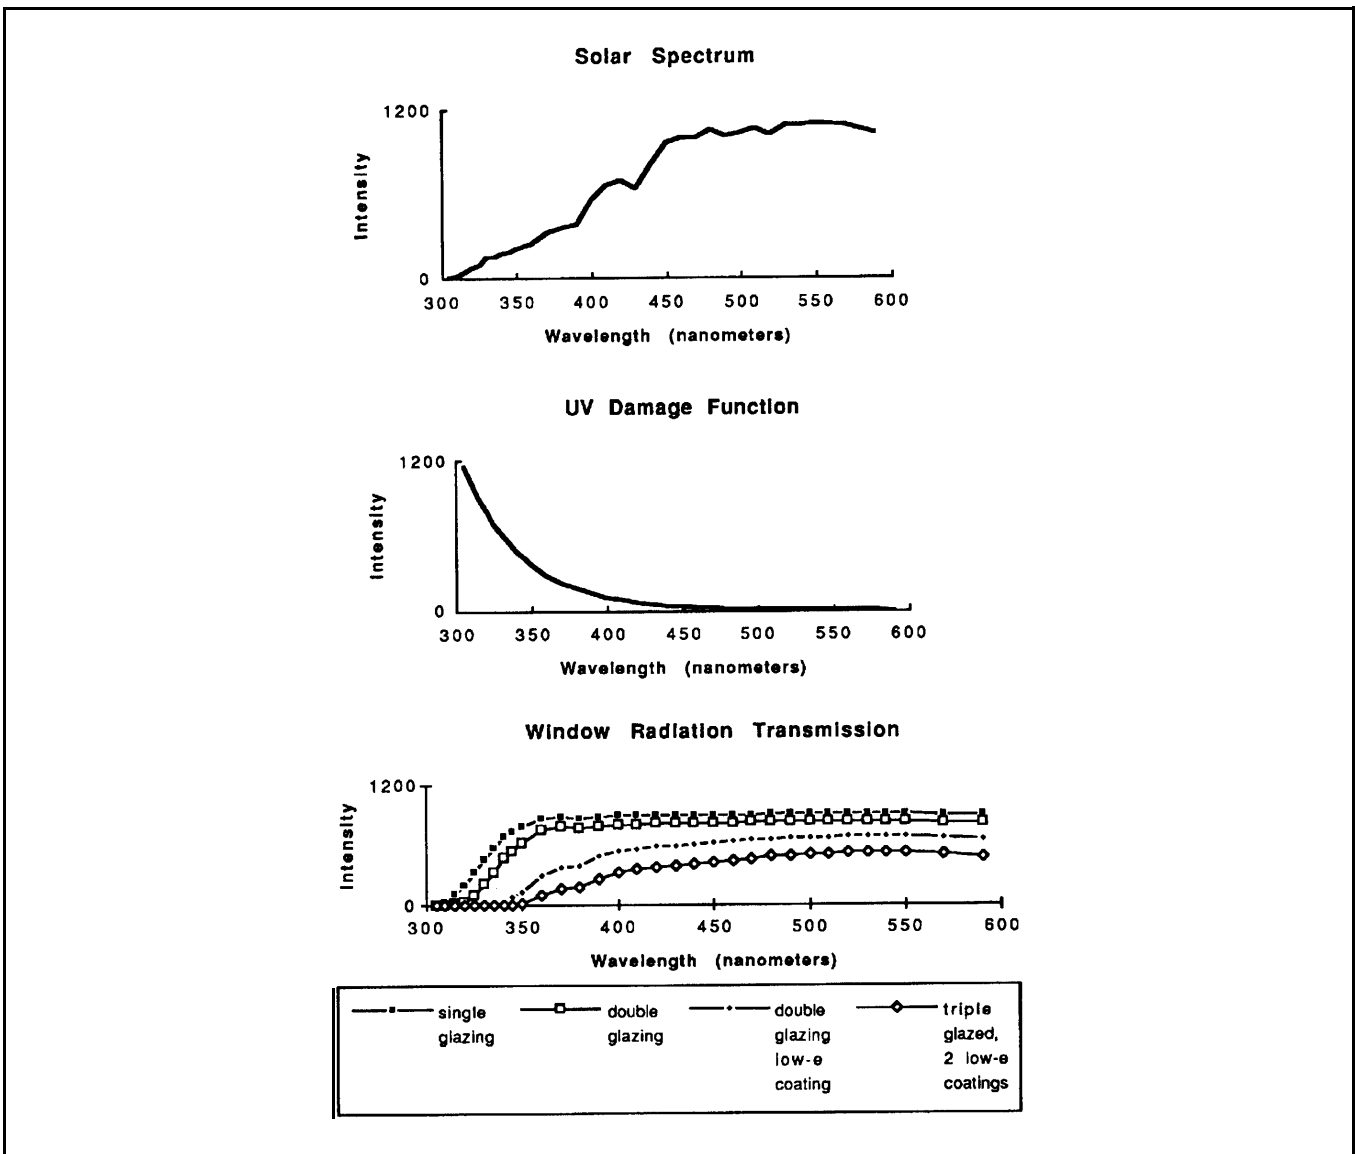 Solar Spectrum
1200
Intensity
0
300 350 400 450 500 550 600
Wavelength (nanometers)
UV Damage Function
1200
Intensity
0
300 350 400 450 500 550 600
Wavelength (nanometers)
Window Radiation Transmission
1200
Intensity
0
300 350 400 450 500 550 600
Wavelength (nanometers)
single glazing
double glazing
double glazing low-e coating
triple glazed, 2 low-e coatings